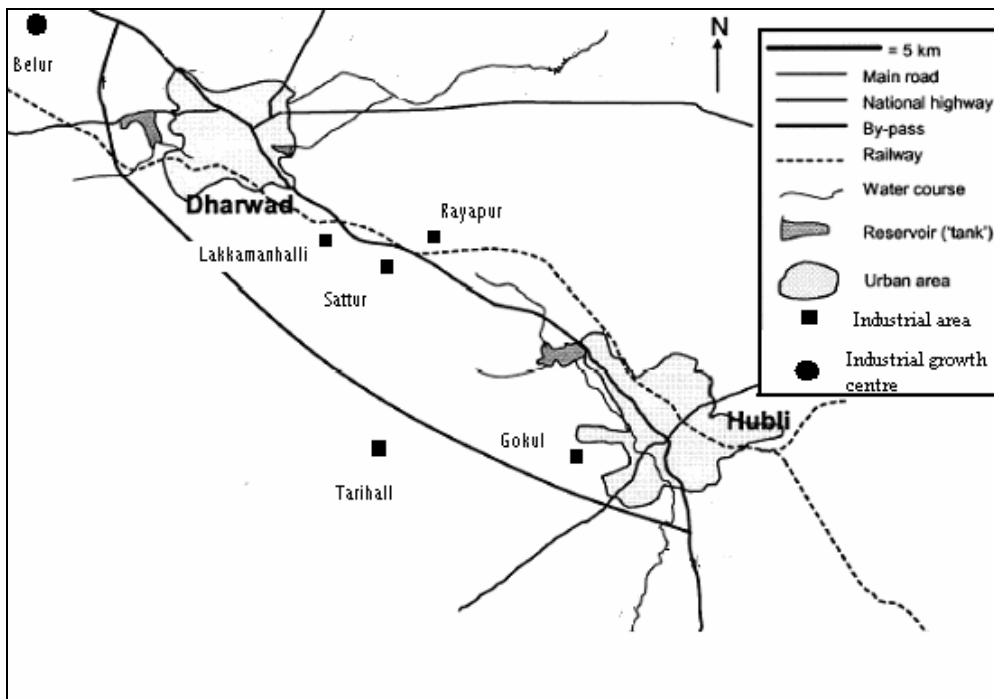 Belur
Dharwad
Lakkamanhalli
Rayapur
Sattur
Gokul
Hubli
Tarihall
N
= 5 km
Main road
National highway
By-pass
Railway
Water course
Reservoir ('tank')
Urban area
Industrial area
Industrial growth
centre